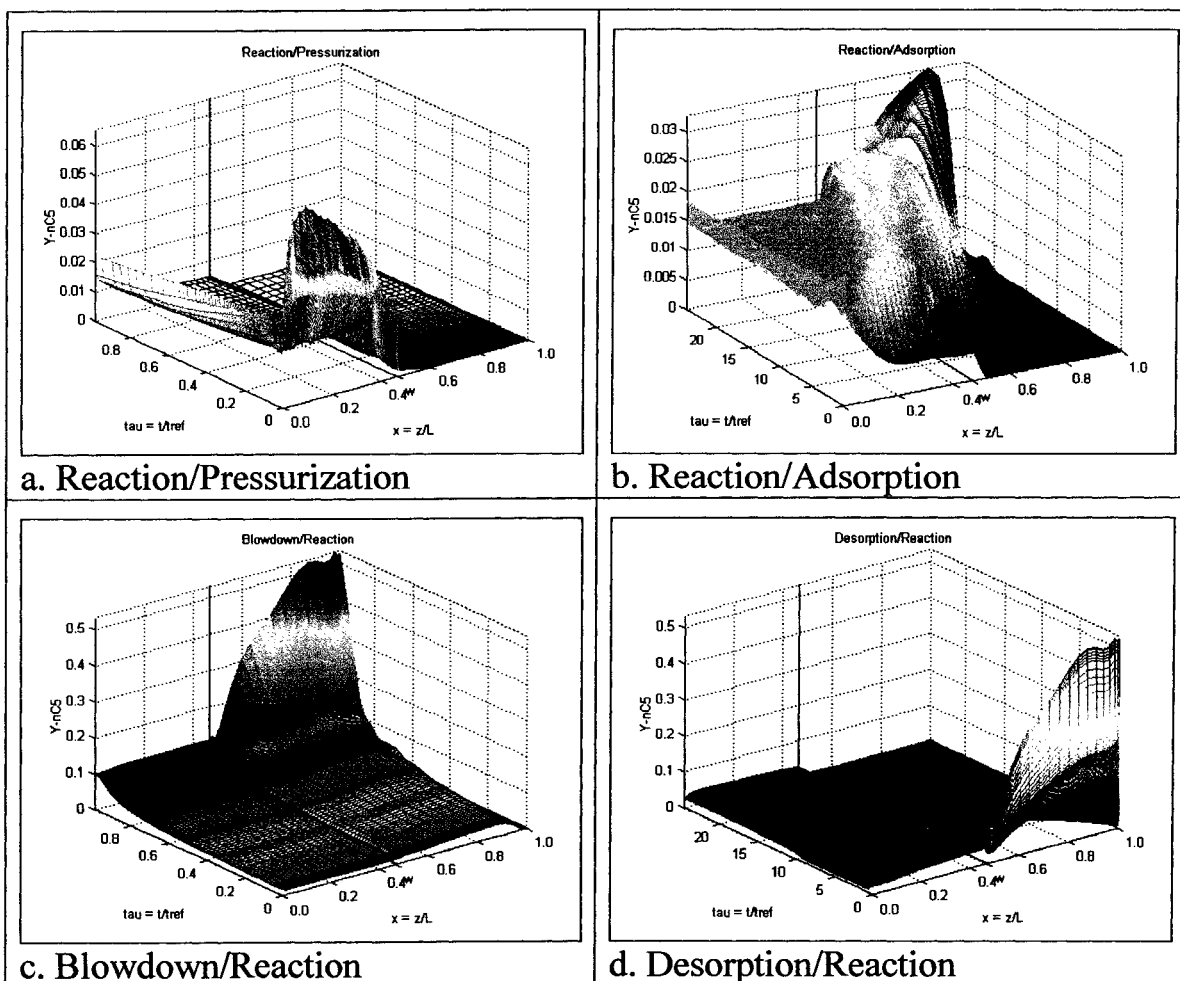 Reaction/Pressurization
0.06
0.05
0.04
0.03
0.02
0.01
0
Y-nC5
0.8
0.6
0.4
0.2
0
0.0
0.2
0.4
w
0.6
0.8
1.0
tau = t/tref
x = z/L
a. Reaction/Pressurization
Reaction/Adsorption
0.03
0.025
0.02
0.015
0.01
0.005
0
Y-nC5
20
15
10
5
0
0.0
0.2
0.4
w
0.6
0.8
1.0
tau = t/tref
x = z/L
b. Reaction/Adsorption
Blowdown/Reaction
0.5
0.4
0.3
0.2
0.1
0
Y-nC5
0.8
0.6
0.4
0.2
0
0.0
0.2
0.4
w
0.6
0.8
1.0
tau = t/tref
x = z/L
c. Blowdown/Reaction
Desorption/Reaction
0.5
0.4
0.3
0.2
0.1
0
Y-nC5
20
15
10
5
0
0.0
0.2
0.4
w
0.6
0.8
1.0
tau = t/tref
x = z/L
d. Desorption/Reaction